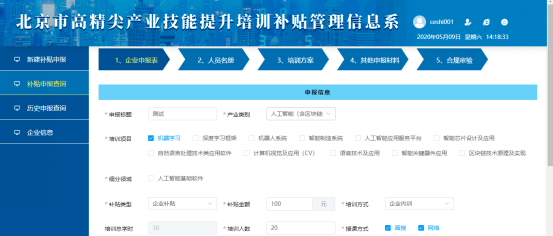 北京市高精尖产业技能提升培训补贴管理信息系
ceshi001
2020年05月09日 星期六 14:18:33
新建补贴申报
补贴申报查询
历史申报查询
企业信息
1、企业申报表
2、人员名册
3、培训方案
4、其他申报材料
5、合规审验
申报信息
* 申报标题 测试 * 产业类别 人工智能（含区块链
* 培训项目 机器学习 深度学习框架 机器人系统 智能制造系统 人工智能应用服务平台 智能芯片设计及应用
自然语言处理技术类应用软件 计算机视觉及应用（CV） 语音技术及应用 智能关键器件应用 区块链技术原理及实现
* 细分领域 人工智能基础软件
* 补贴类型 企业补贴 * 补贴金额 100 元 * 培训方式 企业内训
培训总学时 50 * 培训人数 20 * 授课方式 直授 网络